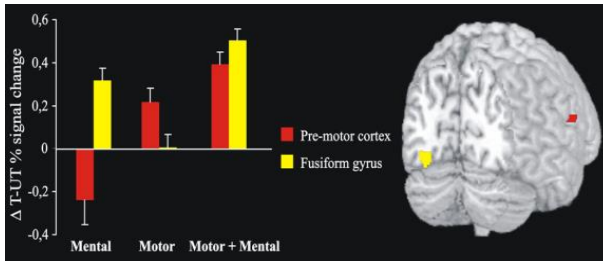 Δ T-UT % signal change
0,6
0,4
0,2
0
-0,2
-0,4
Mental Motor Motor + Mental
Pre-motor cortex
Fusiform gyrus